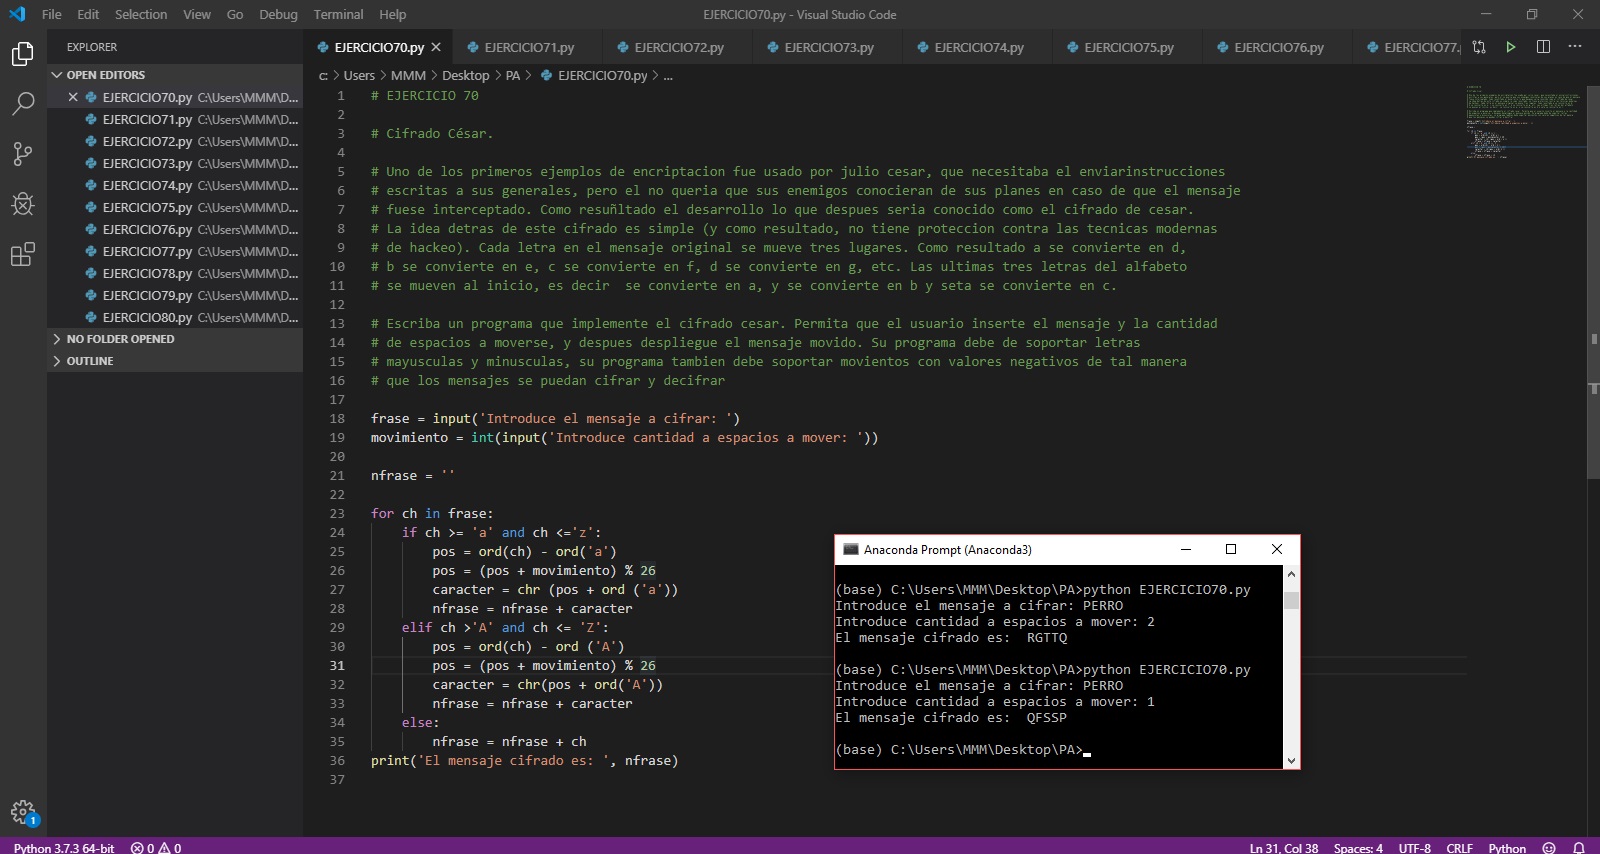 File Edit Selection View Go Debug Terminal Help
EJERCICIO70.py - Visual Studio Code
EXPLORER
OPEN EDITORS
EJERCICIO70.py C:\Users\MMM\D...
EJERCICIO71.py C:\Users\MMM\D...
EJERCICIO72.py C:\Users\MMM\D...
EJERCICIO73.py C:\Users\MMM\D...
EJERCICIO74.py C:\Users\MMM\D...
EJERCICIO75.py C:\Users\MMM\D...
EJERCICIO76.py C:\Users\MMM\D...
EJERCICIO77.py C:\Users\MMM\D...
EJERCICIO78.py C:\Users\MMM\D...
EJERCICIO79.py C:\Users\MMM\D...
EJERCICIO80.py C:\Users\MMM\D...
NO FOLDER OPENED
OUTLINE
1
EJERCICIO70.py EJERCICIO71.py EJERCICIO72.py EJERCICIO73.py EJERCICIO74.py EJERCICIO75.py EJERCICIO76.py EJERCICIO77.
c: > Users > MMM > Desktop > PA > EJERCICIO70.py > ...
1 # EJERCICIO 70
2
3 # Cifrado César.
4
5 # Uno de los primeros ejemplos de encriptacion fue usado por julio cesar, que necesitaba el enviarinstrucciones
6 # escritas a sus generales, pero el no queria que sus enemigos conocieran de sus planes en caso de que el mensaje
7 # fuese interceptado. Como resuñltado el desarrollo lo que despues seria conocido como el cifrado de cesar.
8 # La idea detras de este cifrado es simple (y como resultado, no tiene proteccion contra las tecnicas modernas
9 # de hackeo). Cada letra en el mensaje original se mueve tres lugares. Como resultado a se convierte en d,
10 # b se convierte en e, c se convierte en f, d se convierte en g, etc. Las ultimas tres letras del alfabeto
11 # se mueven al inicio, es decir  se convierte en a, y se convierte en b y seta se convierte en c.
12
13 # Escriba un programa que implemente el cifrado cesar. Permita que el usuario inserte el mensaje y la cantidad
14 # de espacios a moverse, y despues despliegue el mensaje movido. Su programa debe de soportar letras
15 # mayusculas y minusculas, su programa tambien debe soportar movientos con valores negativos de tal manera
16 # que los mensajes se puedan cifrar y decifrar
17
18 frase = input('Introduce el mensaje a cifrar: ')
19 movimiento = int(input('Introduce cantidad a espacios a mover: '))
20
21 nfrase = ''
22
23 for ch in frase:
24     if ch >= 'a' and ch <='z':
25         pos = ord(ch) - ord('a')
26         pos = (pos + movimiento) % 26
27         caracter = chr (pos + ord ('a'))
28         nfrase = nfrase + caracter
29     elif ch >'A' and ch <= 'Z':
30         pos = ord(ch) - ord ('A')
31         pos = (pos + movimiento) % 26
32         caracter = chr(pos + ord('A'))
33         nfrase = nfrase + caracter
34     else:
35         nfrase = nfrase + ch
36 print('El mensaje cifrado es: ', nfrase)
37
Anaconda Prompt (Anaconda3)
(base) C:\Users\MMM\Desktop\PA>python EJERCICIO70.py
Introduce el mensaje a cifrar: PERRO
Introduce cantidad a espacios a mover: 2
El mensaje cifrado es:  RGTTQ
(base) C:\Users\MMM\Desktop\PA>python EJERCICIO70.py
Introduce el mensaje a cifrar: PERRO
Introduce cantidad a espacios a mover: 1
El mensaje cifrado es:  QFSSP
(base) C:\Users\MMM\Desktop\PA>
Python 3.7.3 64-bit 0 0 Ln 31, Col 38 Spaces: 4 UTF-8 CRLF Python